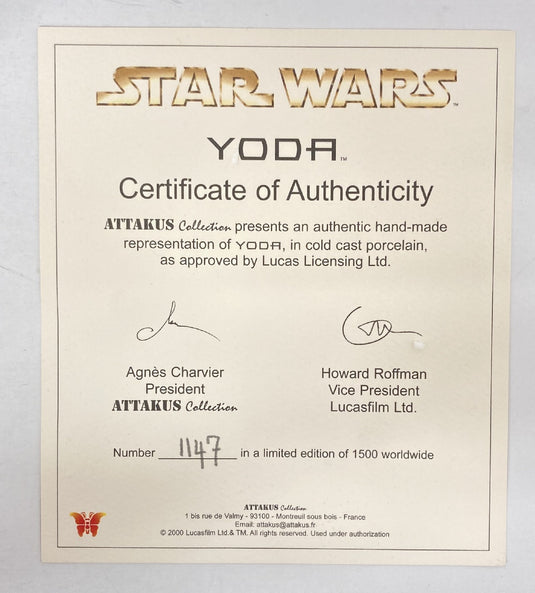 STAR WARS™
YODA™
Certificate of Authenticity
ATTAKUS Collection presents an authentic hand-made
representation of YODA, in cold cast porcelain,
as approved by Lucas Licensing Ltd.
Agnès Charvier
President
ATTAKUS Collection
Howard Roffman
Vice President
Lucasfilm Ltd.
Number 1147 in a limited edition of 1500 worldwide
ATTAKUS Collection
1 bis rue de Valmy - 93100 - Montreuil sous bois - France
Email: attakus@attakus.fr
© 2000 Lucasfilm Ltd.& TM. All rights reserved. Used under authorization